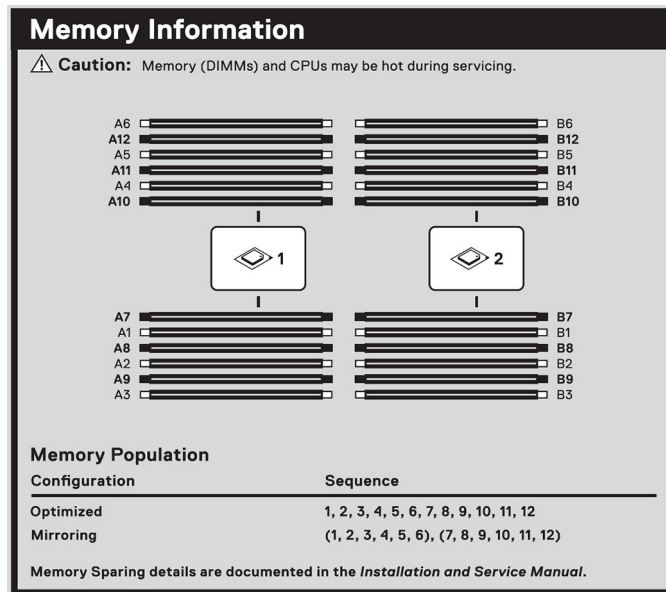 Memory Information
Caution: Memory (DIMMs) and CPUs may be hot during servicing.
A6 B6
A12 B12
A5 B5
A11 B11
A4 B4
A10 B10
1 2
A7 B7
A1 B1
A8 B8
A2 B2
A9 B9
A3 B3
Memory Population
Configuration Sequence
Optimized 1, 2, 3, 4, 5, 6, 7, 8, 9, 10, 11, 12
Mirroring (1, 2, 3, 4, 5, 6), (7, 8, 9, 10, 11, 12)
Memory Sparing details are documented in the Installation and Service Manual.